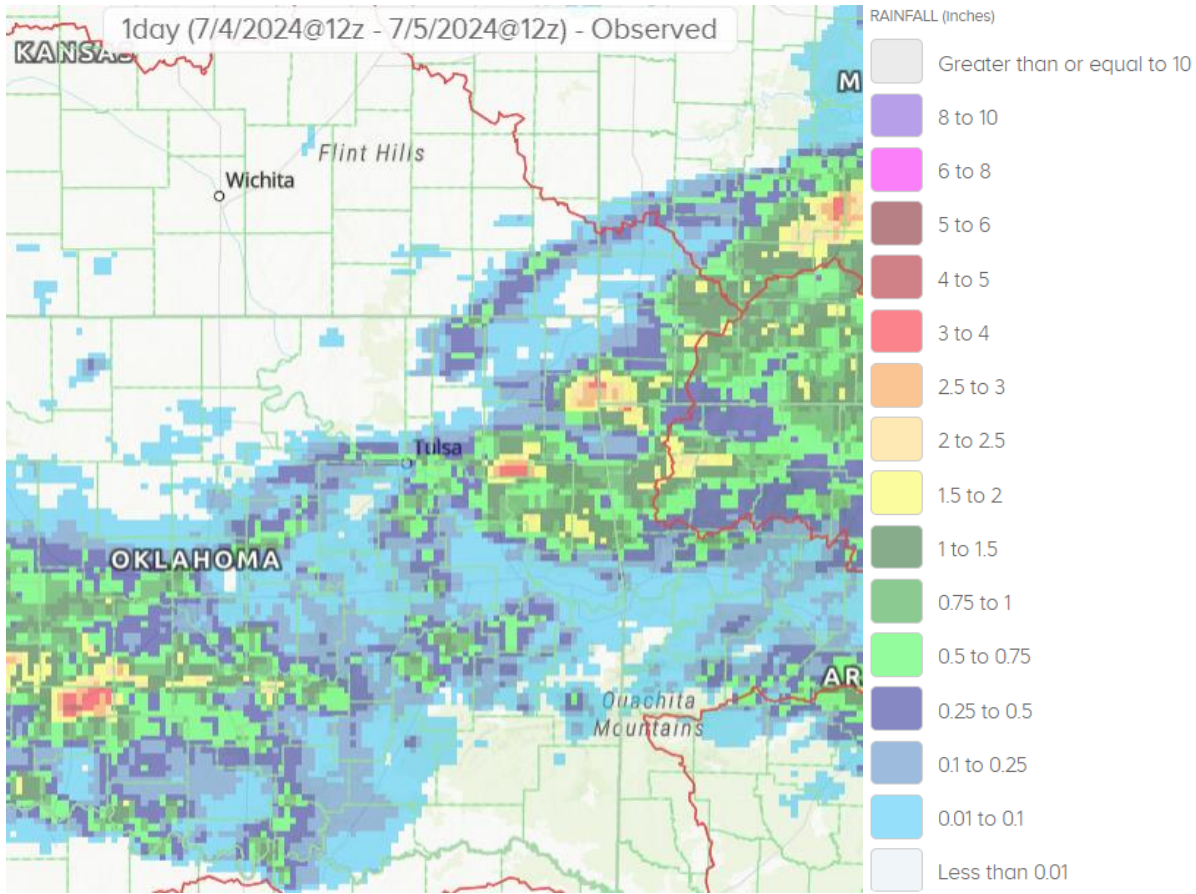 1day (7/4/2024@12z - 7/5/2024@12z) - Observed
KANSAS
M
Flint Hills
Wichita
Tulsa
OKLAHOMA
AR
Ouachita
Mountains
RAINFALL (Inches)
Greater than or equal to 10
8 to 10
6 to 8
5 to 6
4 to 5
3 to 4
2.5 to 3
2 to 2.5
1.5 to 2
1 to 1.5
0.75 to 1
0.5 to 0.75
0.25 to 0.5
0.1 to 0.25
0.01 to 0.1
Less than 0.01